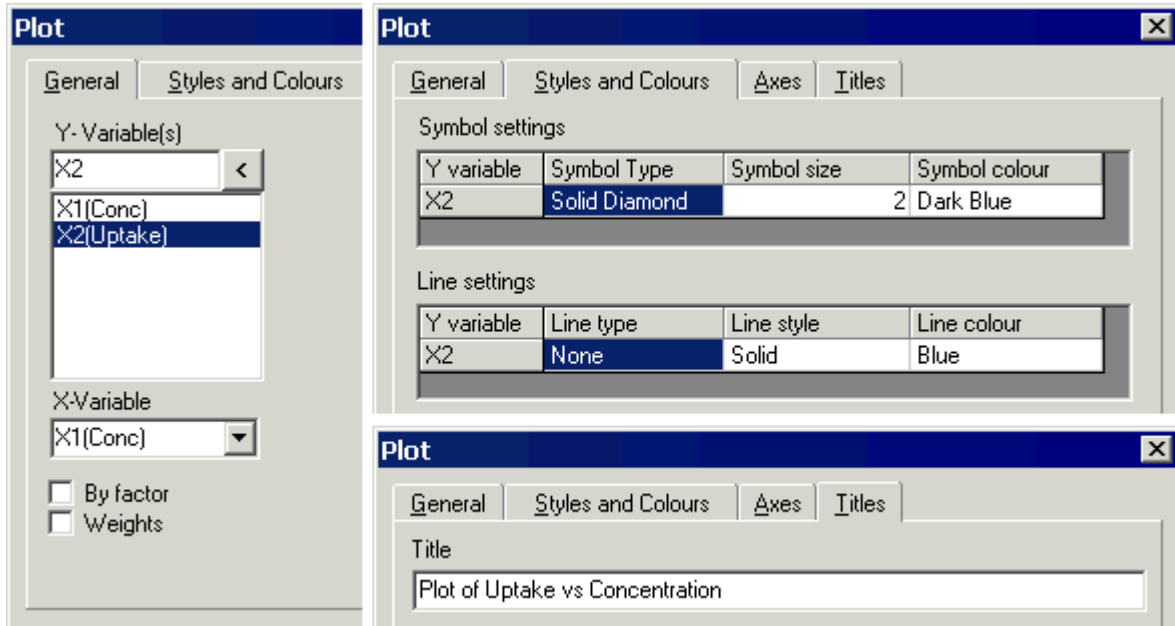 Plot
General Styles and Colours
Y- Variable(s)
X2 <
X1(Conc)
X2(Uptake)
X-Variable
X1(Conc)
By factor
Weights
Plot
General Styles and Colours Axes Titles
Symbol settings
Y variable Symbol Type Symbol size Symbol colour
X2 Solid Diamond 2 Dark Blue
Line settings
Y variable Line type Line style Line colour
X2 None Solid Blue
Plot
General Styles and Colours Axes Titles
Title
Plot of Uptake vs Concentration